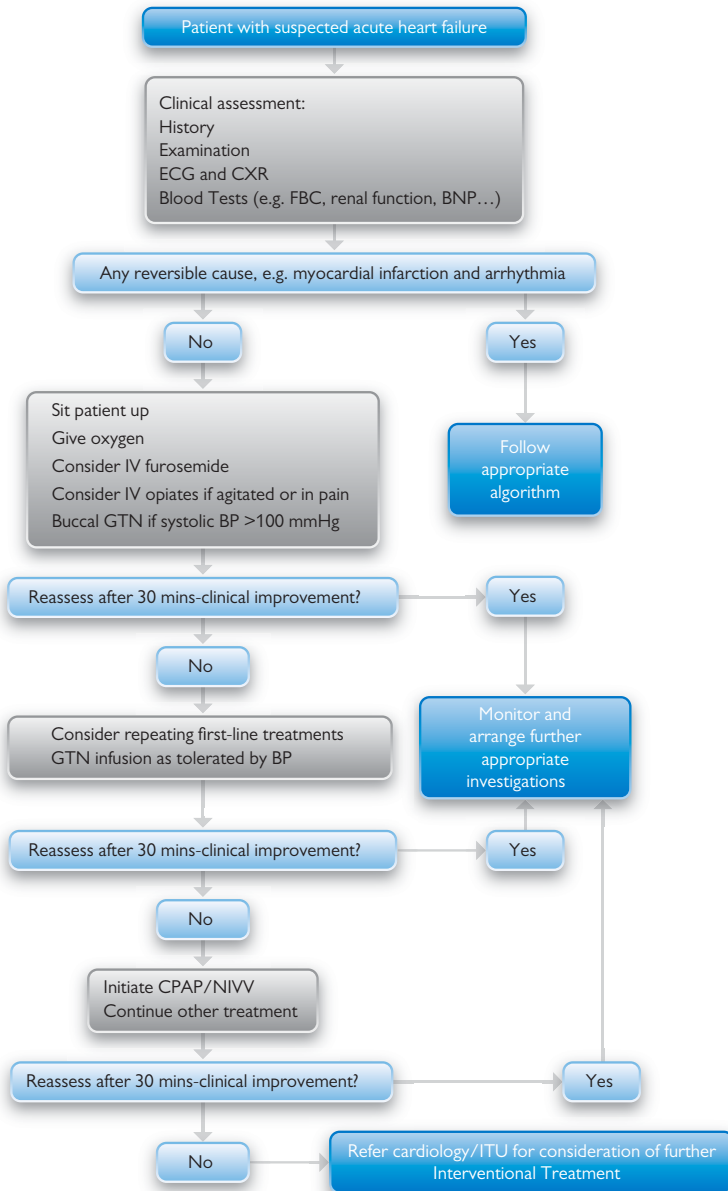 Patient with suspected acute heart failure
Clinical assessment:
History
Examination
ECG and CXR
Blood Tests (e.g. FBC, renal function, BNP…)
Any reversible cause, e.g. myocardial infarction and arrhythmia
No
Yes
Sit patient up
Give oxygen
Consider IV furosemide
Consider IV opiates if agitated or in pain
Buccal GTN if systolic BP >100 mmHg
Follow
appropriate
algorithm
Reassess after 30 mins-clinical improvement?
Yes
No
Consider repeating first-line treatments
GTN infusion as tolerated by BP
Monitor and
arrange further
appropriate
investigations
Reassess after 30 mins-clinical improvement?
Yes
No
Initiate CPAP/NIVV
Continue other treatment
Reassess after 30 mins-clinical improvement?
Yes
No
Refer cardiology/ITU for consideration of further
Interventional Treatment